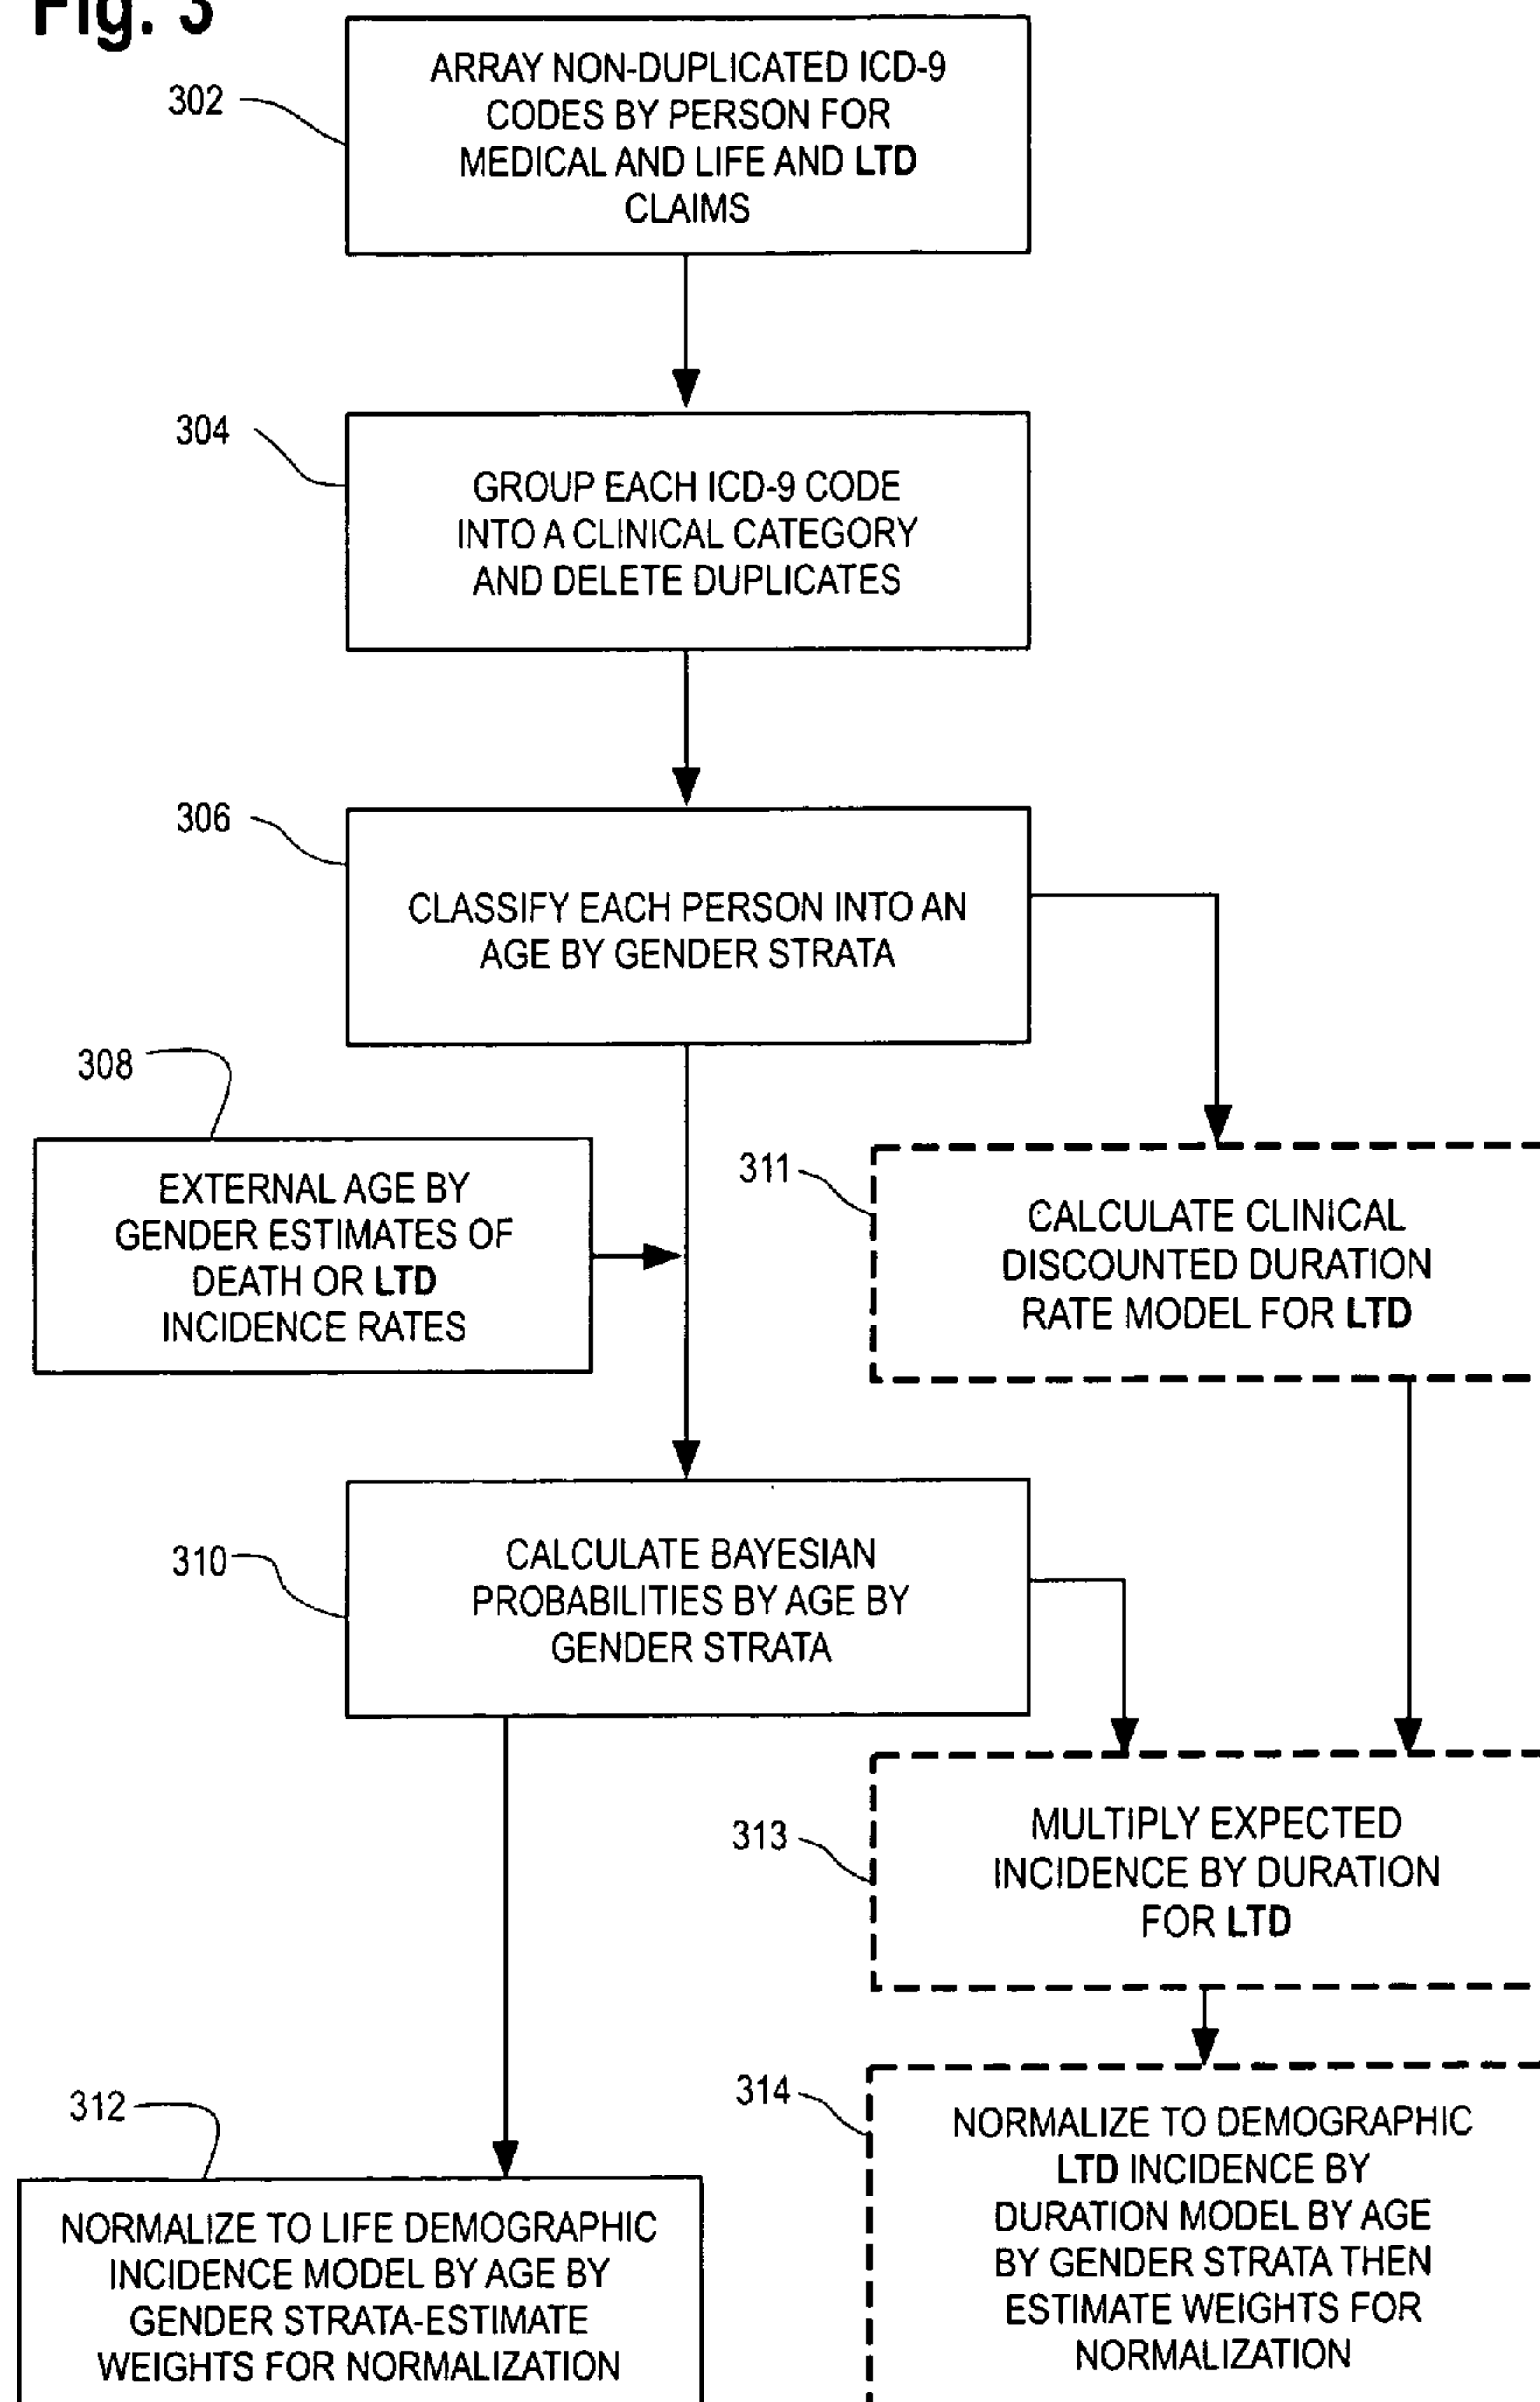 Fig. 3
302
ARRAY NON-DUPLICATED ICD-9
CODES BY PERSON FOR
MEDICAL AND LIFE AND LTD
CLAIMS
304
GROUP EACH ICD-9 CODE
INTO A CLINICAL CATEGORY
AND DELETE DUPLICATES
306
CLASSIFY EACH PERSON INTO AN
AGE BY GENDER STRATA
308
EXTERNAL AGE BY
GENDER ESTIMATES OF
DEATH OR LTD
INCIDENCE RATES
311
CALCULATE CLINICAL
DISCOUNTED DURATION
RATE MODEL FOR LTD
310
CALCULATE BAYESIAN
PROBABILITIES BY AGE BY
GENDER STRATA
313
MULTIPLY EXPECTED
INCIDENCE BY DURATION
FOR LTD
312
NORMALIZE TO LIFE DEMOGRAPHIC
INCIDENCE MODEL BY AGE BY
GENDER STRATA-ESTIMATE
WEIGHTS FOR NORMALIZATION
314
NORMALIZE TO DEMOGRAPHIC
LTD INCIDENCE BY
DURATION MODEL BY AGE
BY GENDER STRATA THEN
ESTIMATE WEIGHTS FOR
NORMALIZATION